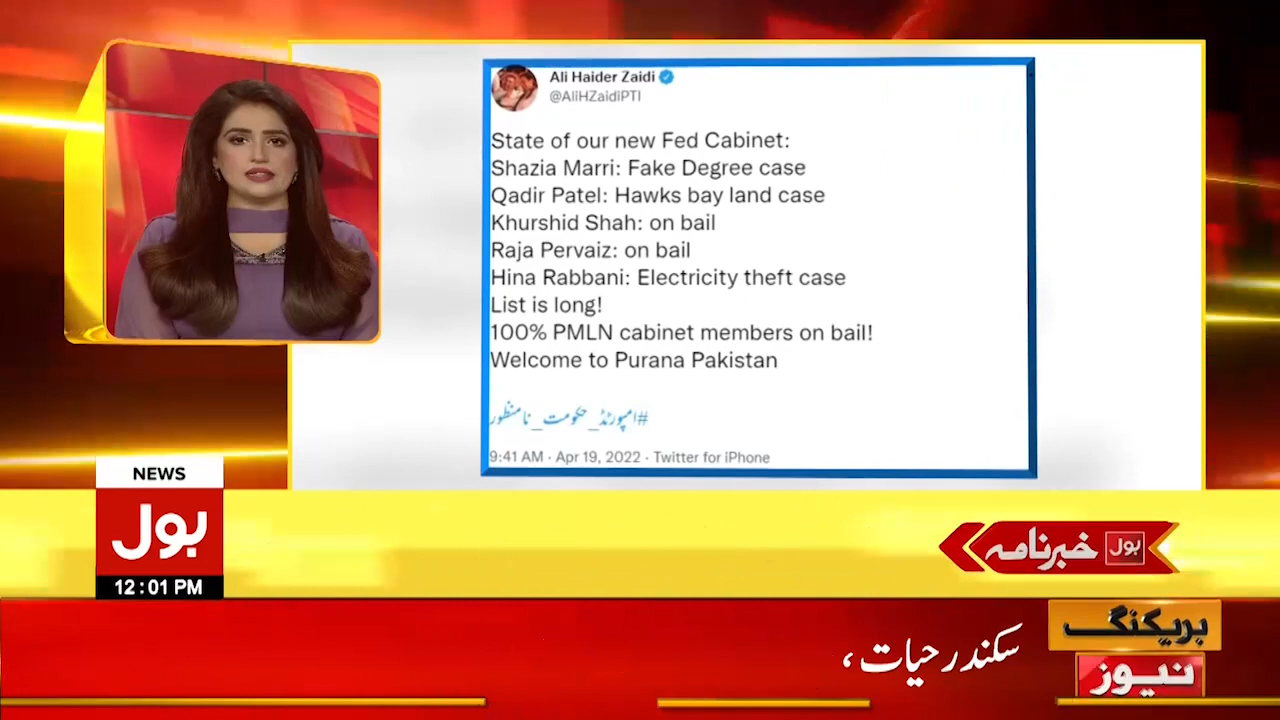 Ali Haider Zaidi
@AliHZaidiPTI
State of our new Fed Cabinet:
Shazia Marri: Fake Degree case
Qadir Patel: Hawks bay land case
Khurshid Shah: on bail
Raja Pervaiz: on bail
Hina Rabbani: Electricity theft case
List is long!
100% PMLN cabinet members on bail!
Welcome to Purana Pakistan
#امپورٹڈ_حکومت_نامنظور
9:41 AM · Apr 19, 2022 · Twitter for iPhone
NEWS
بول
12:01 PM
بول خبرنامہ
بریکنگ
نیوز
سکندر حیات،